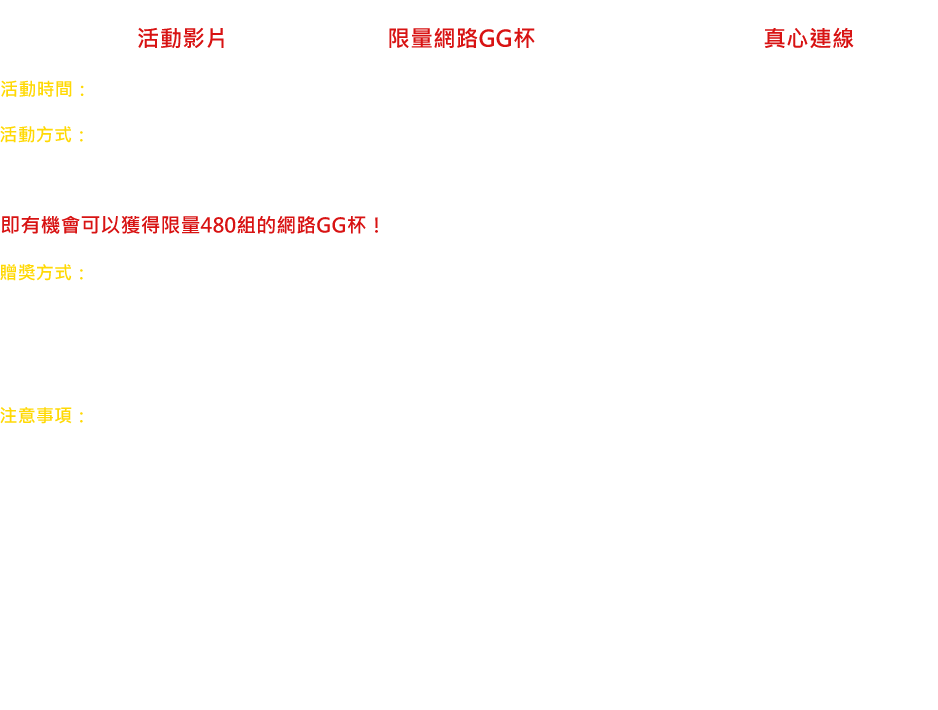 活動影片 限量網路GG杯 真心連線
活動時間：
活動方式：
即有機會可以獲得限量480組的網路GG杯！
贈獎方式：
注意事項：